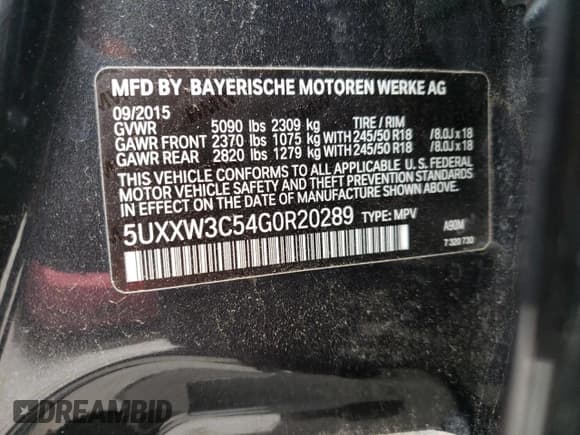 MFD BY BAYERISCHE MOTOREN WERKE AG
09/2015 TIRE / RIM
GVWR 5090 lbs 2309 kg
GAWR FRONT 2370 lbs 1075 kg WITH 245/50 R18 /8.0J x 18
GAWR REAR 2820 lbs 1279 kg WITH 245/50 R18 /8.0J x 18
THIS VEHICLE CONFORMS TO ALL APPLICABLE U.S. FEDERAL
MOTOR VEHICLE SAFETY AND THEFT PREVENTION STANDARDS
IN EFFECT ON THE DATE OF MANUFACTURE SHOWN ABOVE.
5UXXW3C54G0R20289 TYPE: MPV
A90M
7 320 730
DREAMBID